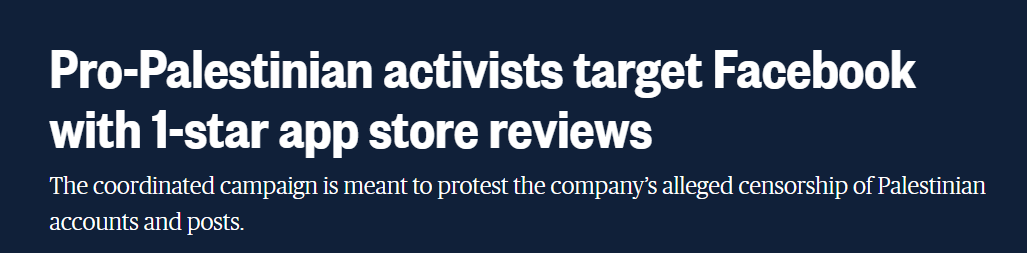 Pro-Palestinian activists target Facebook
with 1-star app store reviews
The coordinated campaign is meant to protest the company’s alleged censorship of Palestinian
accounts and posts.